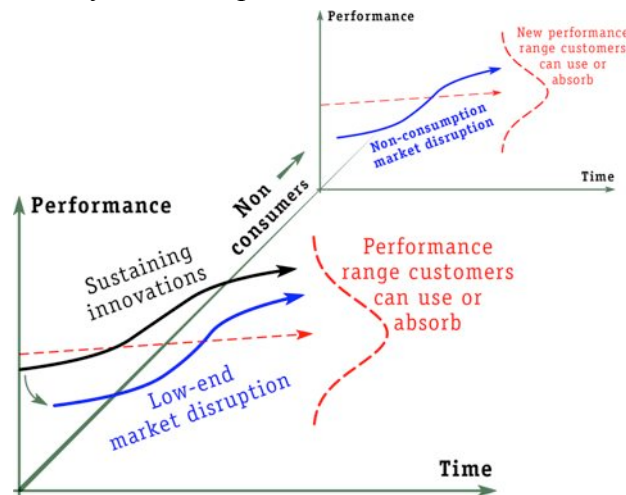 Performance
New performance
range customers
can use or
absorb
Non-consumption
market disruption
Time
Non
consumers
Performance
Sustaining
innovations
Performance
range customers
can use or
absorb
Low-end
market disruption
Time